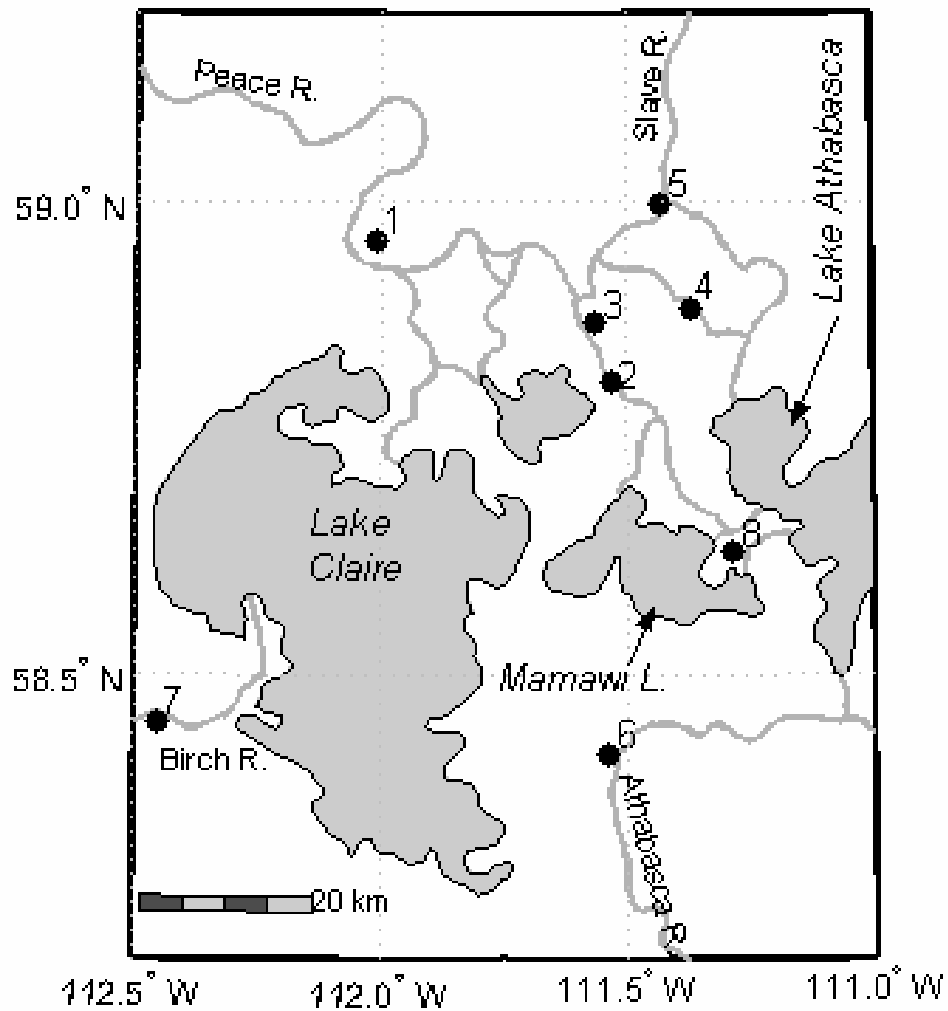 Peace R.
Slave R.
Lake Athabasca
59.0° N
5
1
4
3
2
Lake
Claire
8
58.5° N
Mamawi L.
7
6
Birch R.
Athabasca R.
20 km
112.5° W
112.0° W
111.5° W
111.0° W